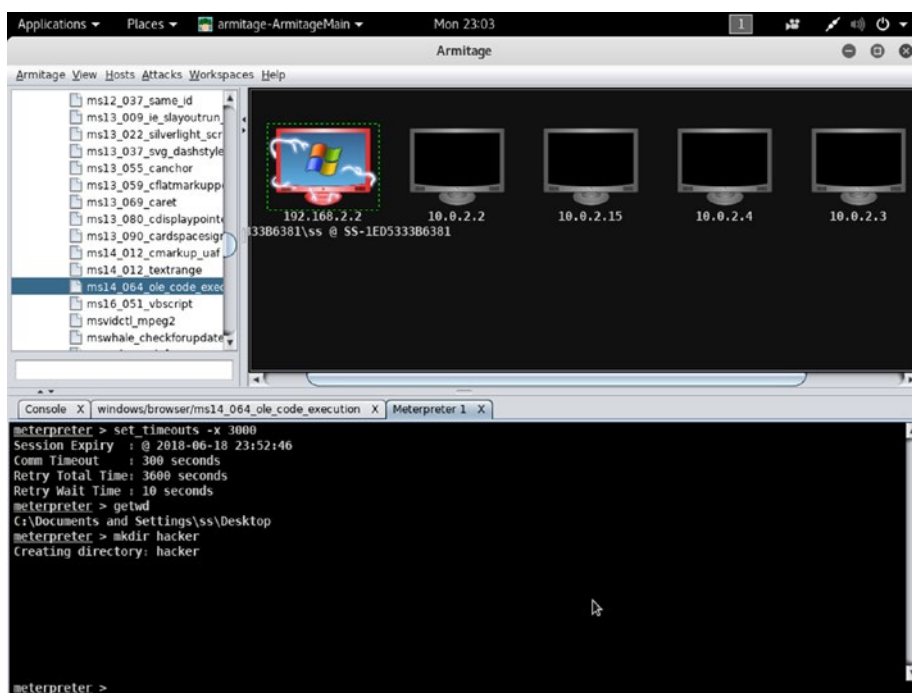 Applications Places armitage-ArmitageMain Mon 23:03 1
Armitage
Armitage View Hosts Attacks Workspaces Help
ms12_037_same_id
ms13_009_ie_slayoutrun_
ms13_022_silverlight_scr
ms13_037_svg_dashstyle
ms13_055_canchor
ms13_059_cflatmarkuppo
ms13_069_caret
ms13_080_cdisplaypointe
ms13_090_cardspacesign
ms14_012_cmarkup_uaf
ms14_012_textrange
ms14_064_ole_code_exec
ms16_051_vbscript
msvidctl_mpeg2
mswhale_checkforupdate
192.168.2.2 10.0.2.2 10.0.2.15 10.0.2.4 10.0.2.3
333B6381\ss @ SS-1ED5333B6381
Console X windows/browser/ms14_064_ole_code_execution X Meterpreter 1 X
meterpreter > set_timeouts -x 3000
Session Expiry : @ 2018-06-18 23:52:46
Comm Timeout : 300 seconds
Retry Total Time: 3600 seconds
Retry Wait Time : 10 seconds
meterpreter > getwd
C:\Documents and Settings\ss\Desktop
meterpreter > mkdir hacker
Creating directory: hacker
meterpreter >